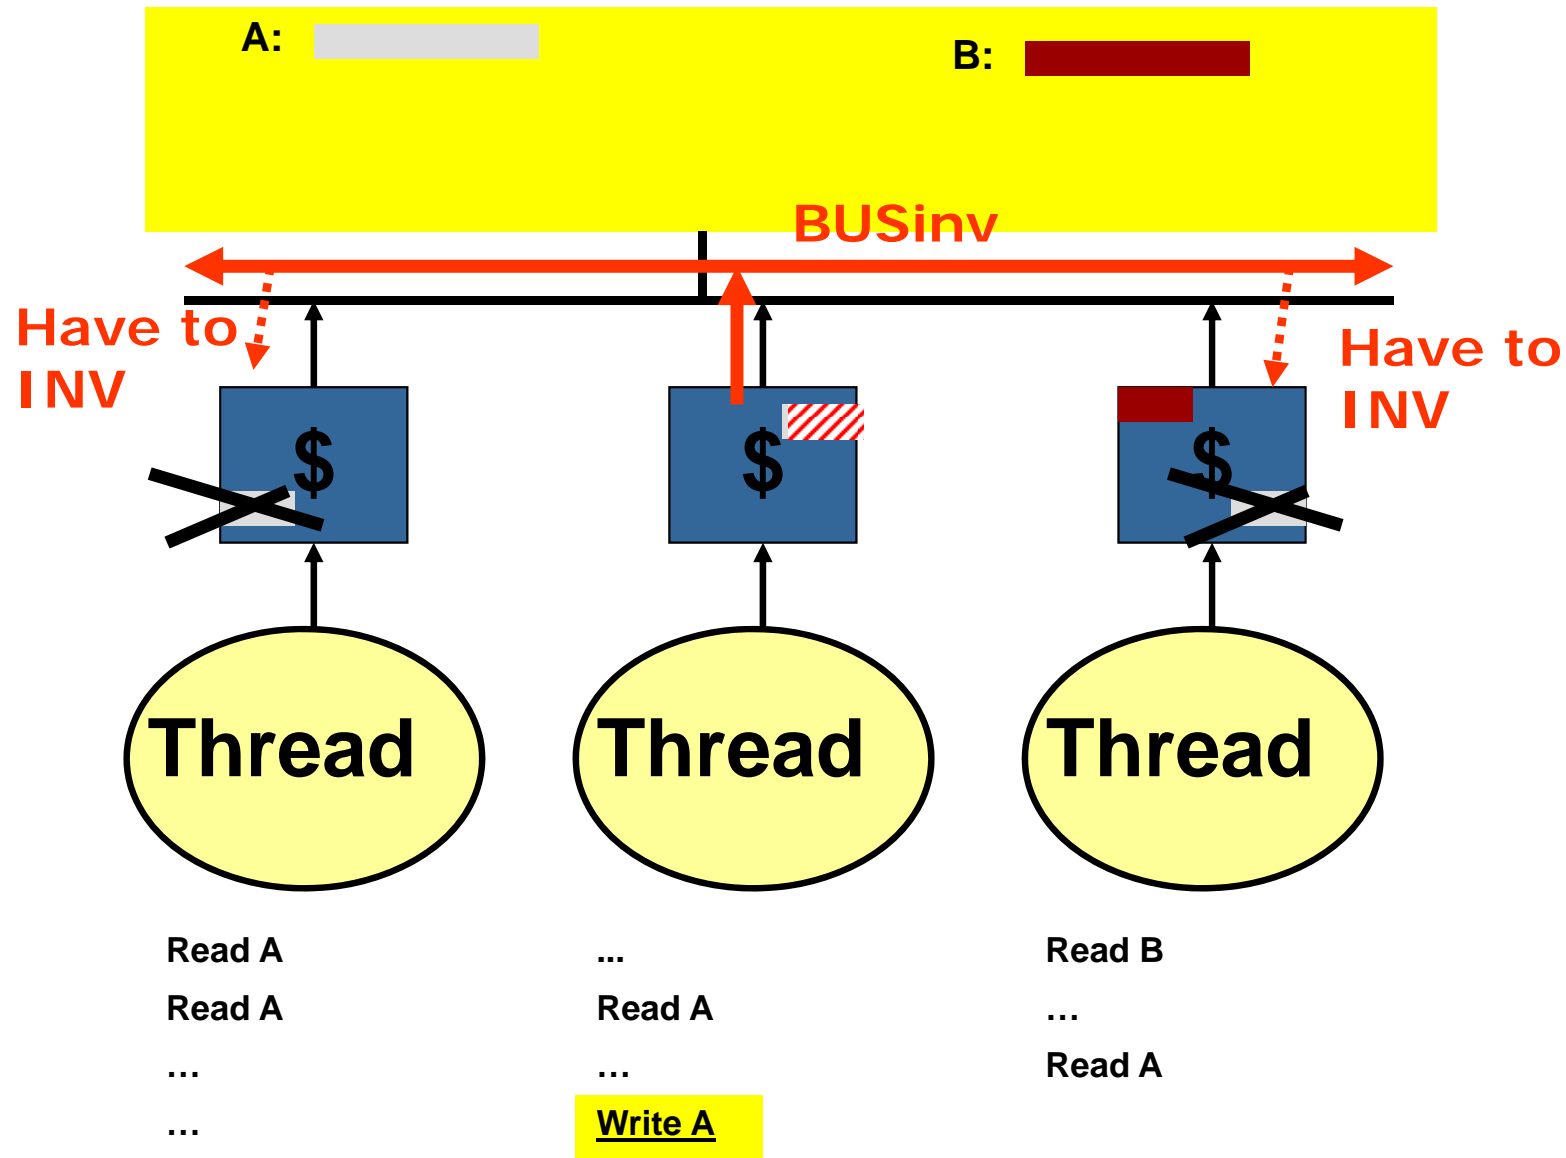 A:
B:
BUSinv
Have to
INV
Have to
INV
$
$
$
Thread
Thread
Thread
Read A
...
Read B
Read A
Read A
…
…
…
Read A
…
Write A